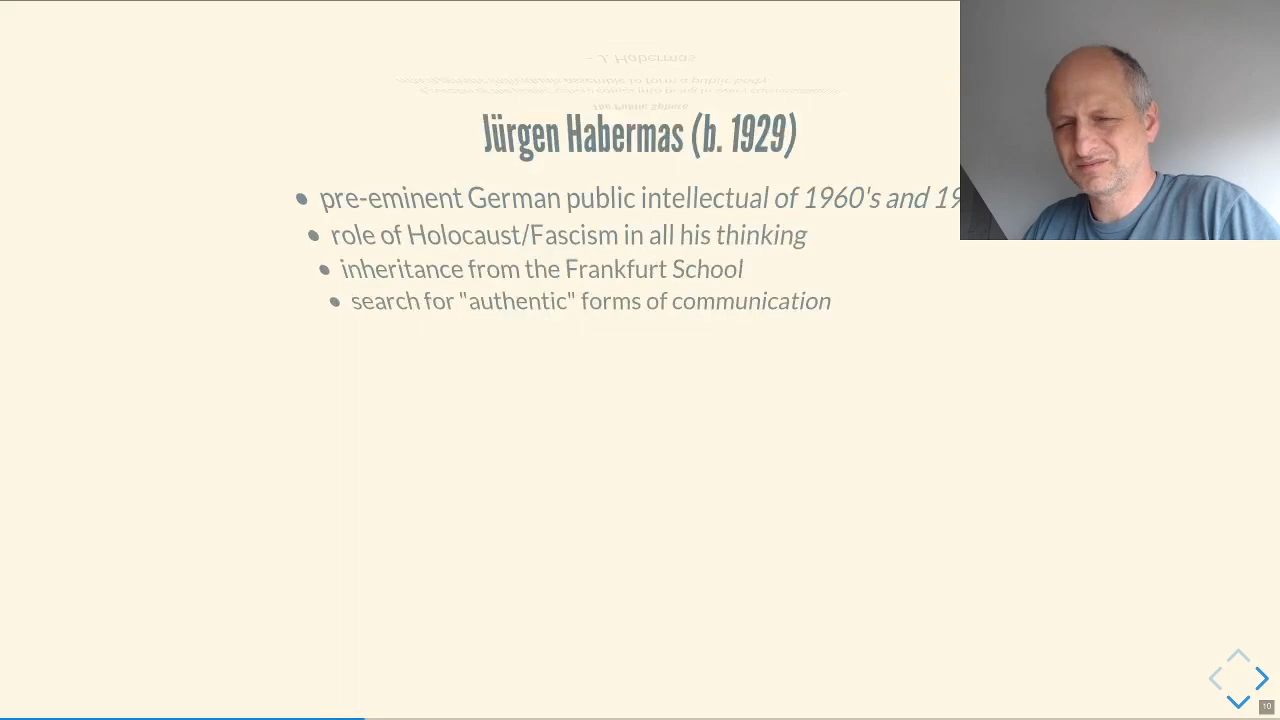 Jürgen Habermas (b. 1929)
pre-eminent German public intellectual of 1960's and 19
role of Holocaust/Fascism in all his thinking
inheritance from the Frankfurt School
search for "authentic" forms of communication
10